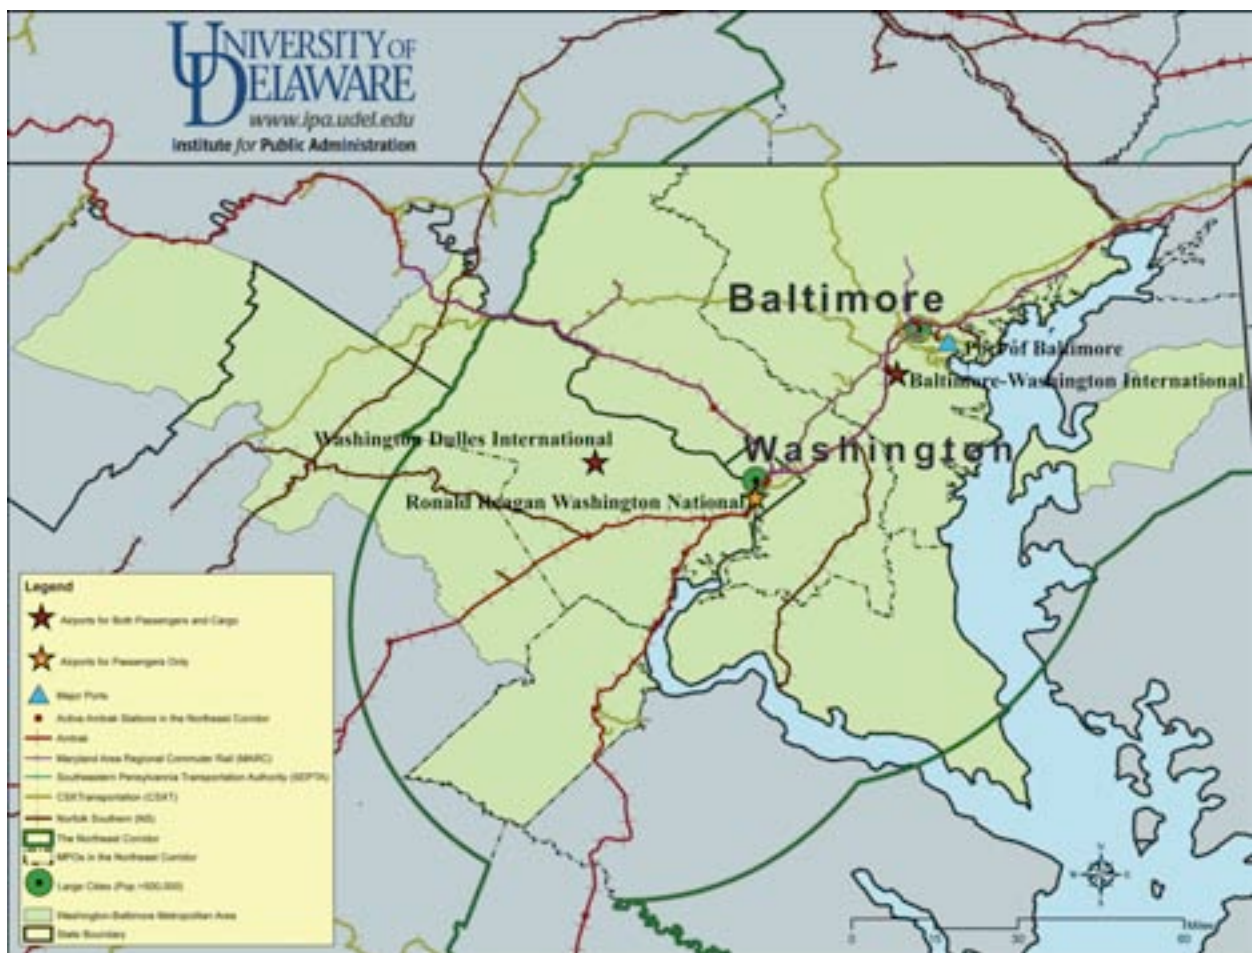 UNIVERSITY OF
DELAWARE
www.ipa.udel.edu
Institute for Public Administration
Baltimore
Port of Baltimore
Baltimore-Washington International
Washington Dulles International
Washington
Ronald Reagan Washington National
Legend
Airports for Both Passengers and Cargo
Airports for Passengers Only
Major Ports
Active Amtrak Stations in the Northeast Corridor
Amtrak
Maryland Area Regional Commuter Rail (MARC)
Southeastern Pensylvannia Transportation Authority (SEPTA)
CSXTransportation (CSXT)
Norfolk Southern (NS)
The Northeast Corridor
MPOs in the Northeast Corridor
Large Cities (Pop >500,000)
Washington-Baltimore Metropolitan Area
State Boundary
N
W E
S
Miles
0 15 30 60